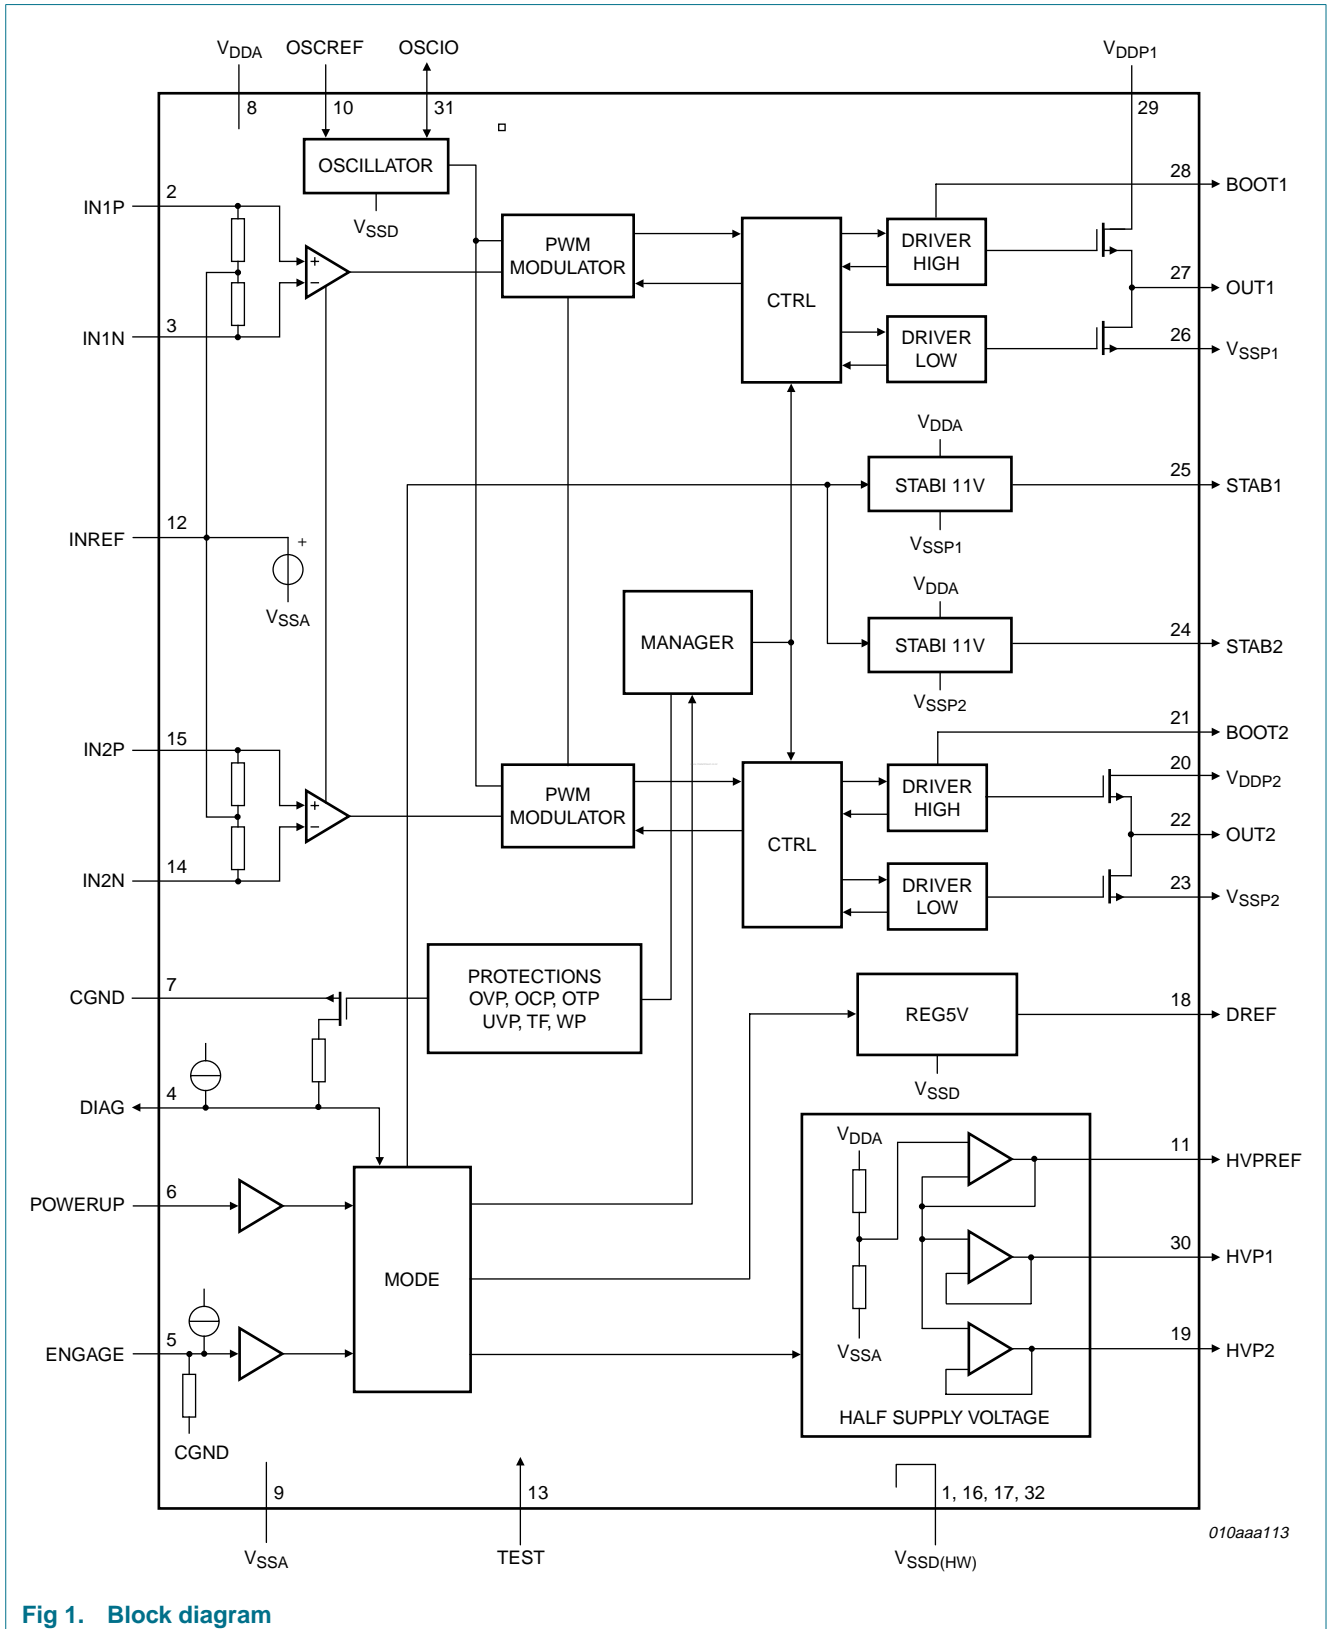 VDDA OSCREF OSCIO VDDP1
8 10 31 29
OSCILLATOR
VSSD
IN1P 2
IN1N 3
+
−
PWM
MODULATOR
CTRL
DRIVER
HIGH
DRIVER
LOW
28 BOOT1
27 OUT1
26 VSSP1
VDDA
STABI 11V
VSSP1
25 STAB1
INREF 12
+
VSSA
MANAGER
VDDA
STABI 11V
VSSP2
24 STAB2
IN2P 15
IN2N 14
+
−
PWM
MODULATOR
CTRL
DRIVER
HIGH
DRIVER
LOW
21 BOOT2
20 VDDP2
22 OUT2
23 VSSP2
CGND 7
PROTECTIONS
OVP, OCP, OTP
UVP, TF, WP
REG5V
VSSD
18 DREF
DIAG 4
POWERUP 6
ENGAGE 5
CGND
MODE
VDDA
VSSA
HALF SUPPLY VOLTAGE
11 HVPREF
30 HVP1
19 HVP2
9 13 1, 16, 17, 32
VSSA TEST VSSD(HW)
010aaa113
Fig 1. Block diagram